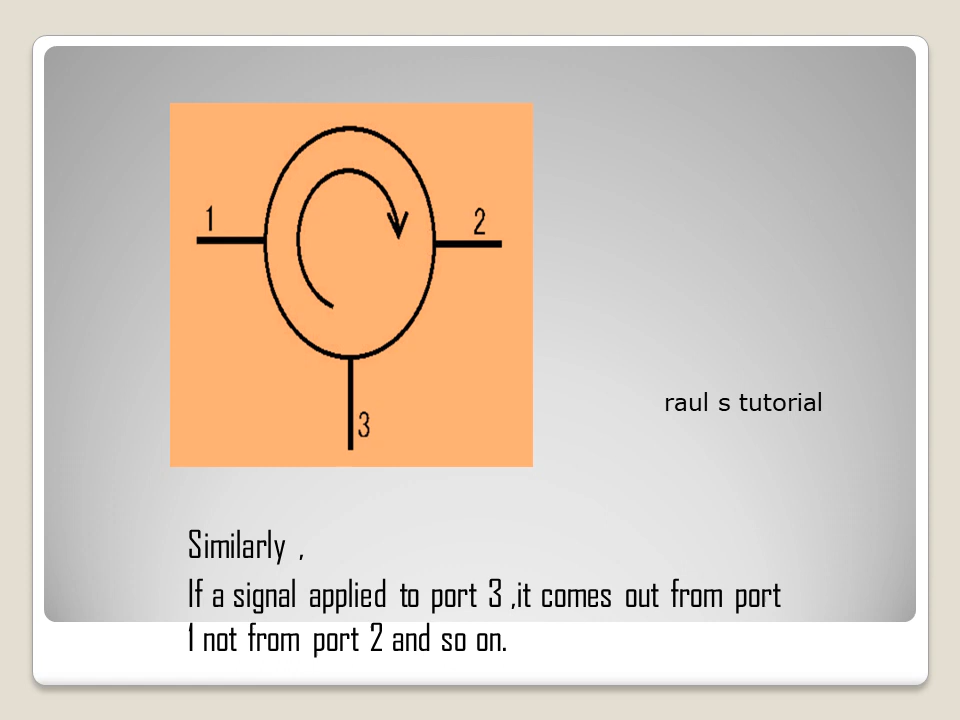 1
2
3
raul s tutorial
Similarly ,
If a signal applied to port 3 ,it comes out from port
1 not from port 2 and so on.